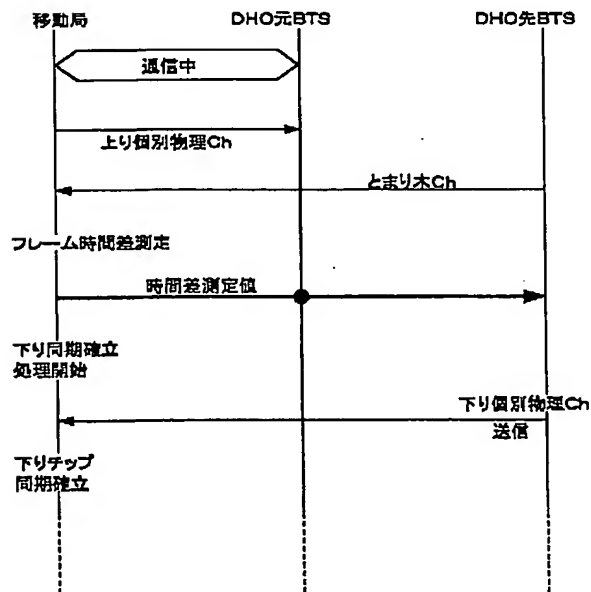 移動局
DHO元BTS
DHO先BTS
通信中
上り個別物理Ch
とまり木Ch
フレーム時間差測定
時間差測定値
下り同期確立
処理開始
下り個別物理Ch
送信
下りチップ
同期確立